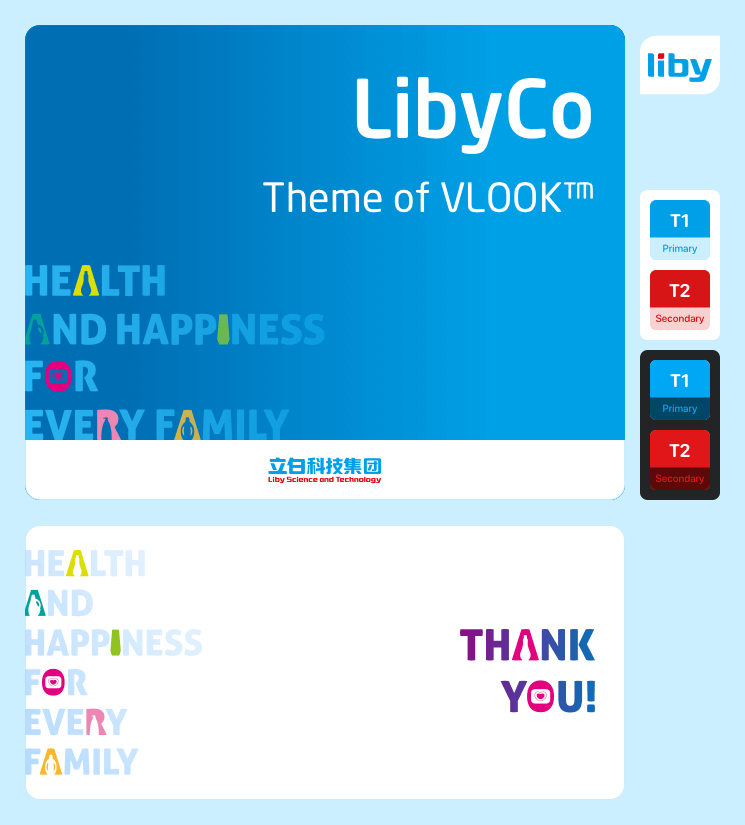 LibyCo
Theme of VLOOK™
HEALTH
AND HAPPINESS
FOR
EVERY FAMILY
立白科技集团
Liby Science and Technology
liby
T1
Primary
T2
Secondary
T1
Primary
T2
Secondary
HEALTH
AND
HAPPINESS
FOR
EVERY
FAMILY
THANK
YOU!